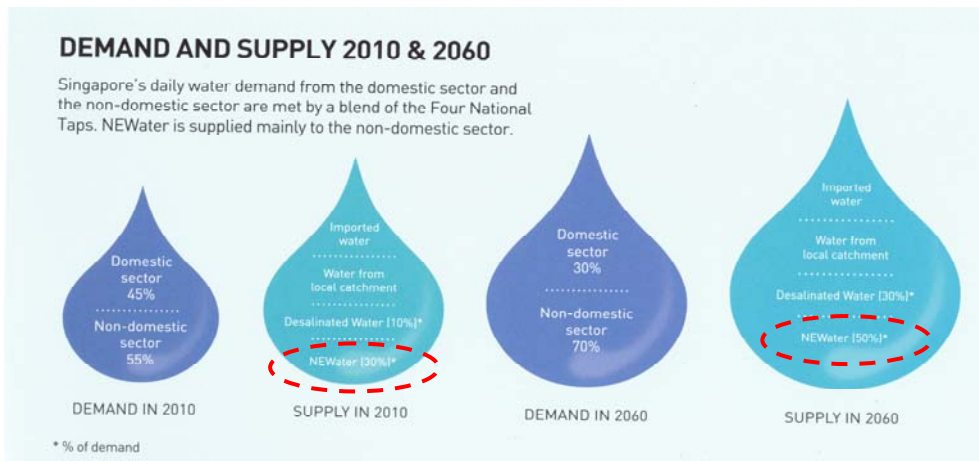 DEMAND AND SUPPLY 2010 & 2060
Singapore's daily water demand from the domestic sector and
the non-domestic sector are met by a blend of the Four National
Taps. NEWater is supplied mainly to the non-domestic sector.
Domestic
sector
45%
Non-domestic
sector
55%
DEMAND IN 2010
Imported
water
Water from
local catchment
Desalinated Water (10%)*
NEWater (30%)*
SUPPLY IN 2010
Domestic
sector
30%
Non-domestic
sector
70%
DEMAND IN 2060
Imported
water
Water from
local catchment
Desalinated Water (30%)*
NEWater (50%)*
SUPPLY IN 2060
* % of demand